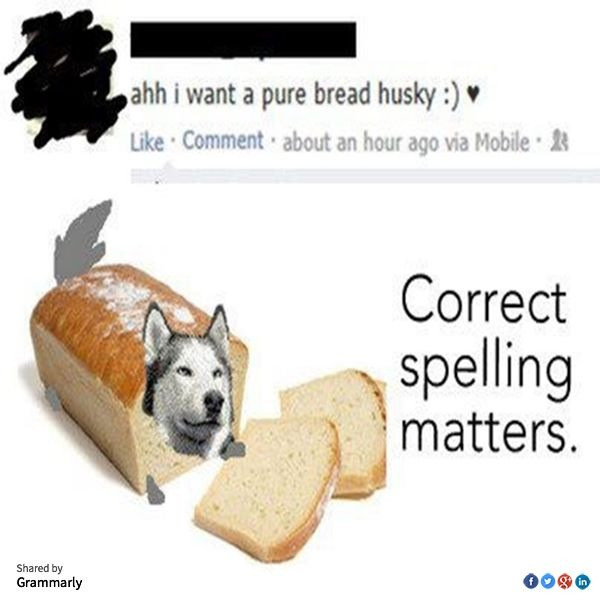 ahh i want a pure bread husky :) ♥
Like · Comment · about an hour ago via Mobile ·
Correct
spelling
matters.
Shared by
Grammarly